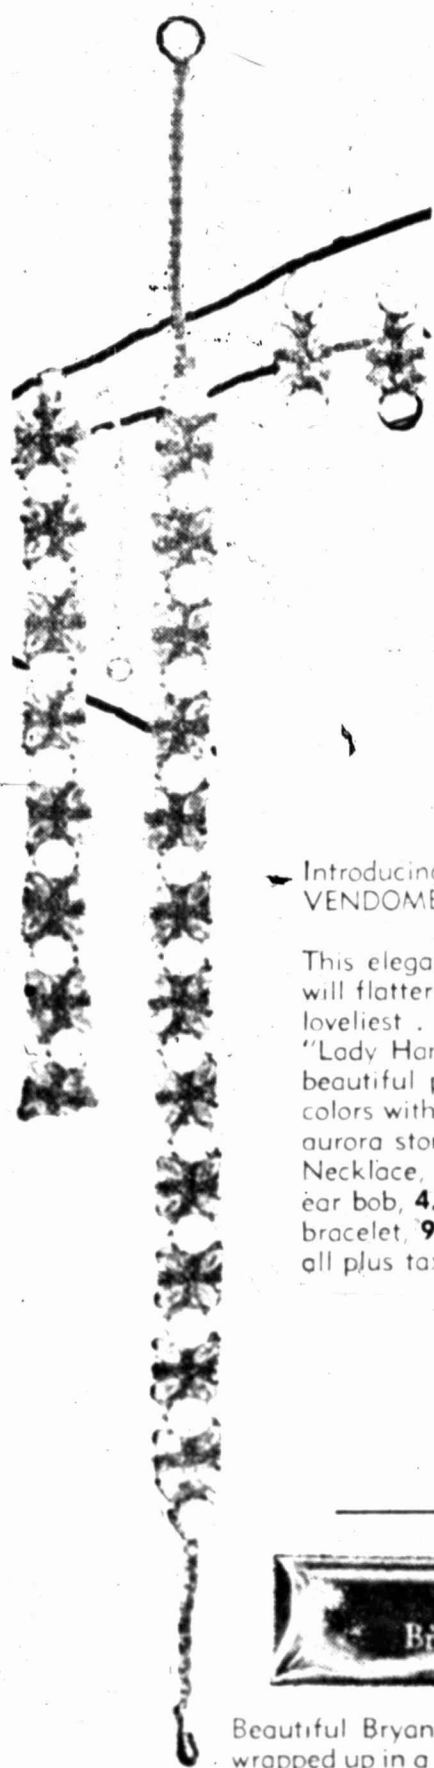 Introducing
VENDOME
This elega
will flatter
loveliest .
"Lady Har
beautiful p
colors with
aurora sto
Necklace,
ear bob, 4.
bracelet, 9
all plus ta
Beautiful Bryan
wrapped up in a